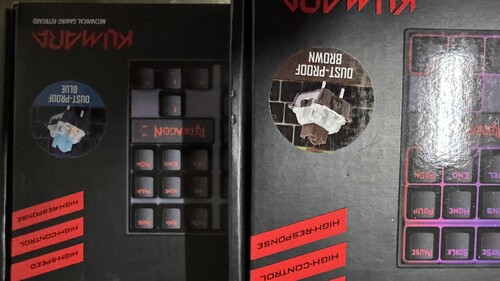 HIGH-CONTROL
HIGH-RESPONSE
PAUSE
SCRLK
PGUP
HOME
PGDN
END
DUST-PROOF
BROWN
KUMARA
HIGH-SPEED
HIGH-CONTROL
HIGH-RESPONSE
REDRAGON
DUST-PROOF
BLUE
MECHANICAL GAMING KEYBOARD
KUMARA